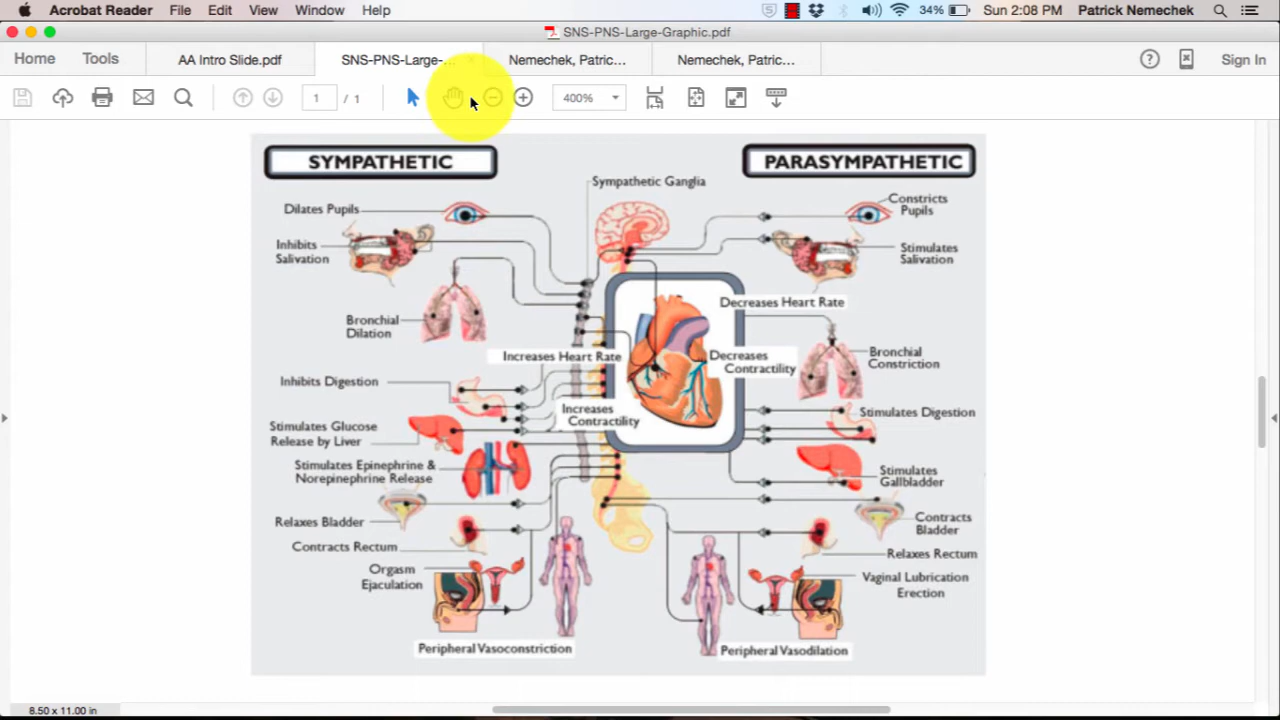 Acrobat Reader File Edit View Window Help 34% Sun 2:08 PM Patrick Nemechek
SNS-PNS-Large-Graphic.pdf
Home Tools AA Intro Slide.pdf SNS-PNS-Large-... Nemechek, Patric... Nemechek, Patric... Sign In
1 / 1 400%
SYMPATHETIC
PARASYMPATHETIC
Sympathetic Ganglia
Dilates Pupils
Constricts
Pupils
Inhibits
Salivation
Stimulates
Salivation
Decreases Heart Rate
Bronchial
Dilation
Increases Heart Rate
Decreases
Contractility
Bronchial
Constriction
Inhibits Digestion
Increases
Contractility
Stimulates Digestion
Stimulates Glucose
Release by Liver
Stimulates Epinephrine &
Norepinephrine Release
Stimulates
Gallbladder
Relaxes Bladder
Contracts
Bladder
Contracts Rectum
Relaxes Rectum
Orgasm
Ejaculation
Vaginal Lubrication
Erection
Peripheral Vasoconstriction
Peripheral Vasodilation
8.50 x 11.00 in